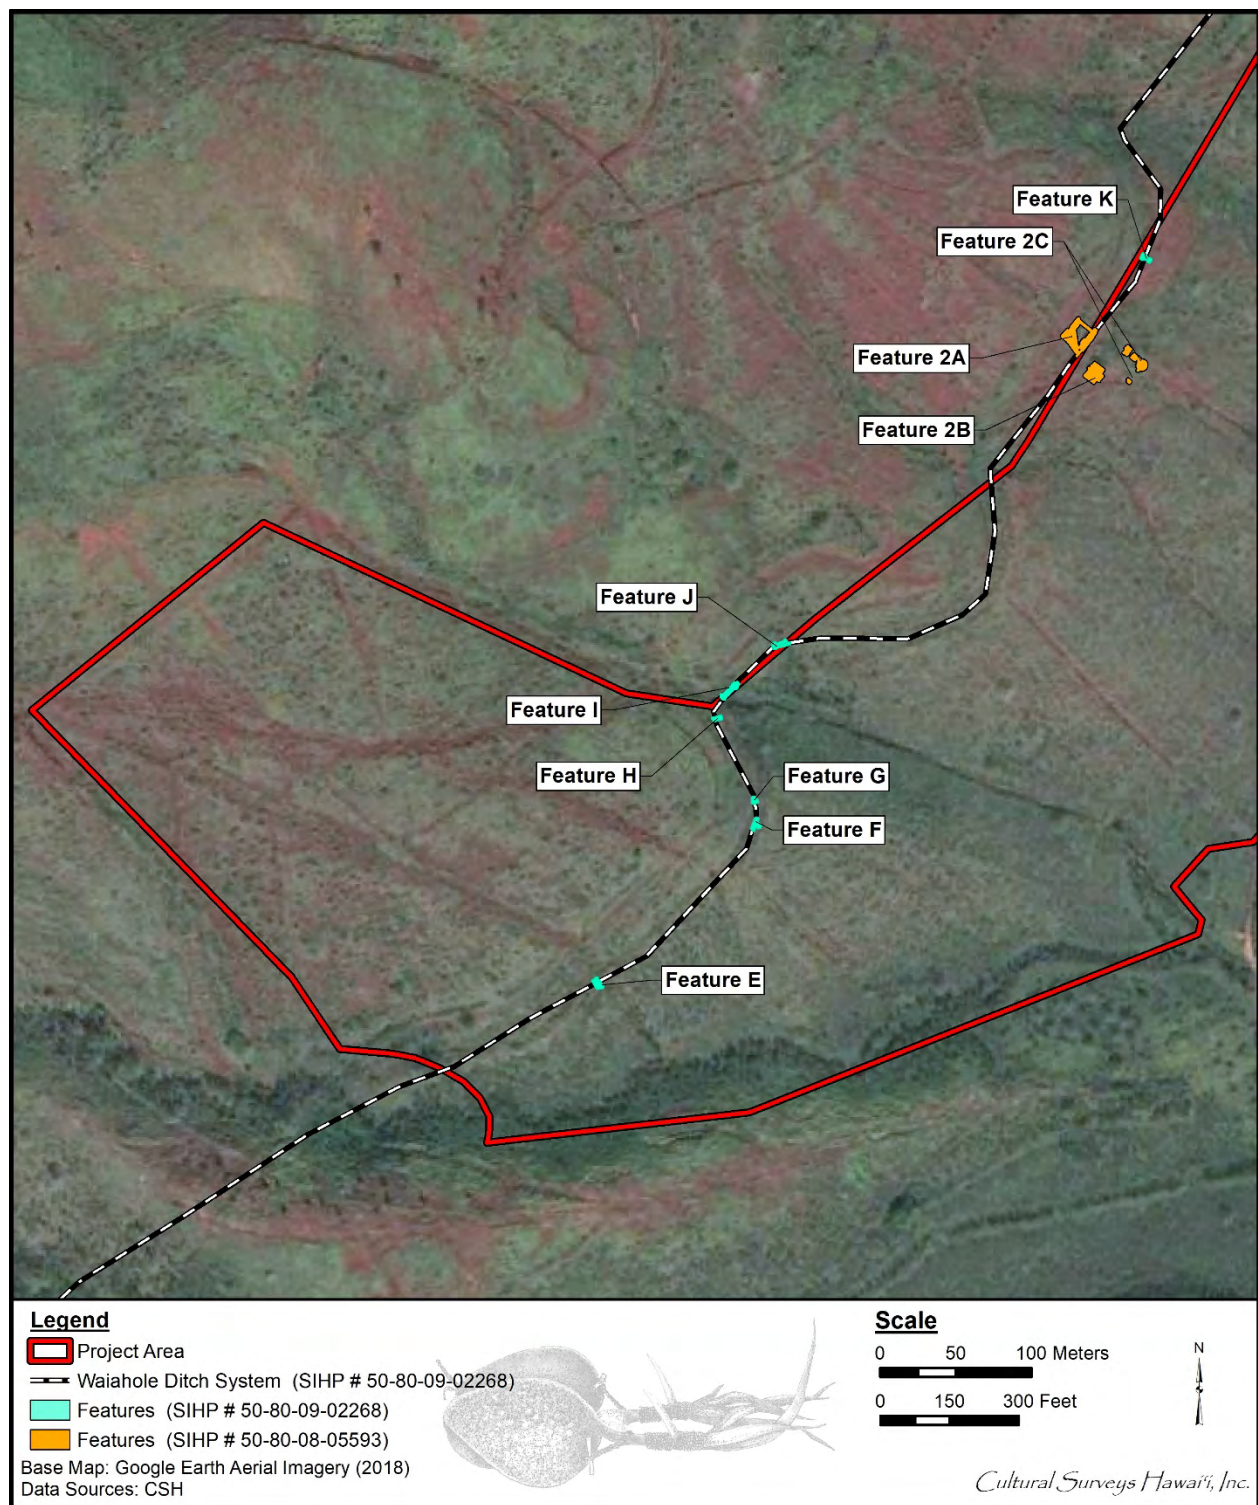 Feature K
Feature 2C
Feature 2A
Feature 2B
Feature J
Feature I
Feature H
Feature G
Feature F
Feature E
Legend
Project Area
Waiahole Ditch System (SIHP # 50-80-09-02268)
Features (SIHP # 50-80-09-02268)
Features (SIHP # 50-80-08-05593)
Base Map: Google Earth Aerial Imagery (2018)
Data Sources: CSH
Scale
0 50 100 Meters
0 150 300 Feet
N
Cultural Surveys Hawaiʻi, Inc.